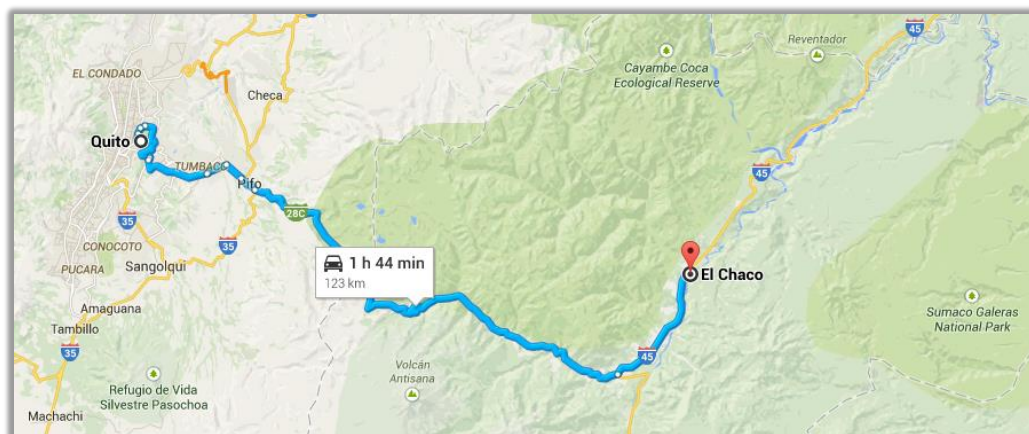 45
EL CONDADO
Reventador
Cayambe Coca
Ecological Reserve
Checa
Quito
TUMBACO
Pifo
45
28C
35
35
CONOCOTO
PUCARA
Sangolqui
1 h 44 min
123 km
El Chaco
Amaguana
Tambillo
35
Sumaco Galeras
National Park
45
Volcán
Antisana
Refugio de Vida
Silvestre Pasochoa
Machachi